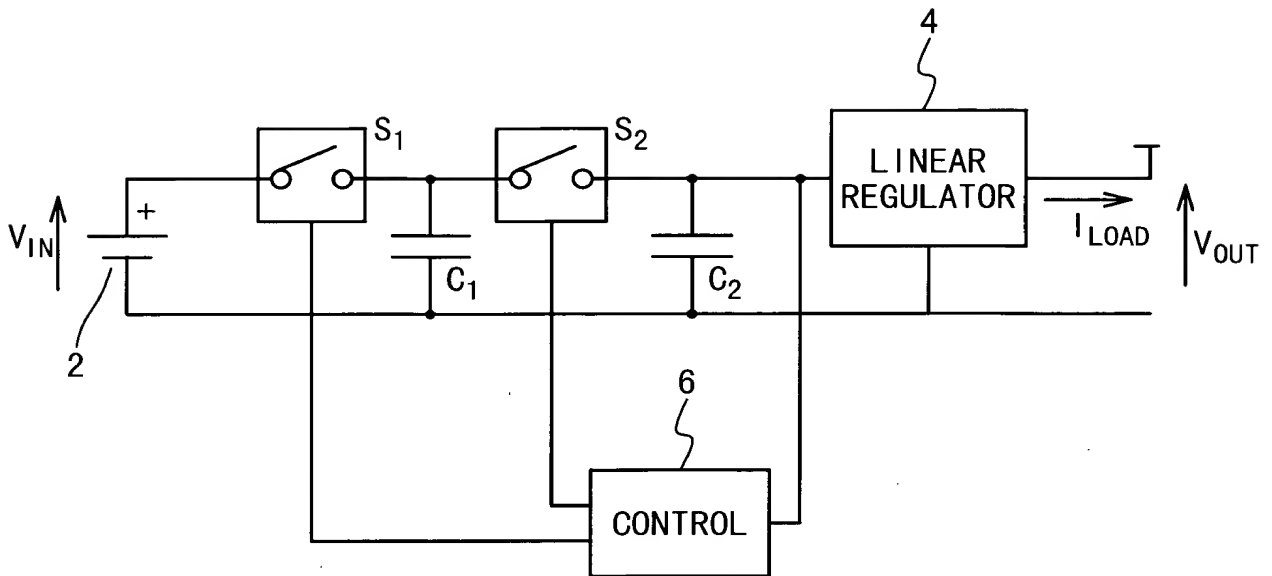 4
S1
S2
LINEAR
REGULATOR
VIN
+
ILOAD
VOUT
C1
C2
2
6
CONTROL